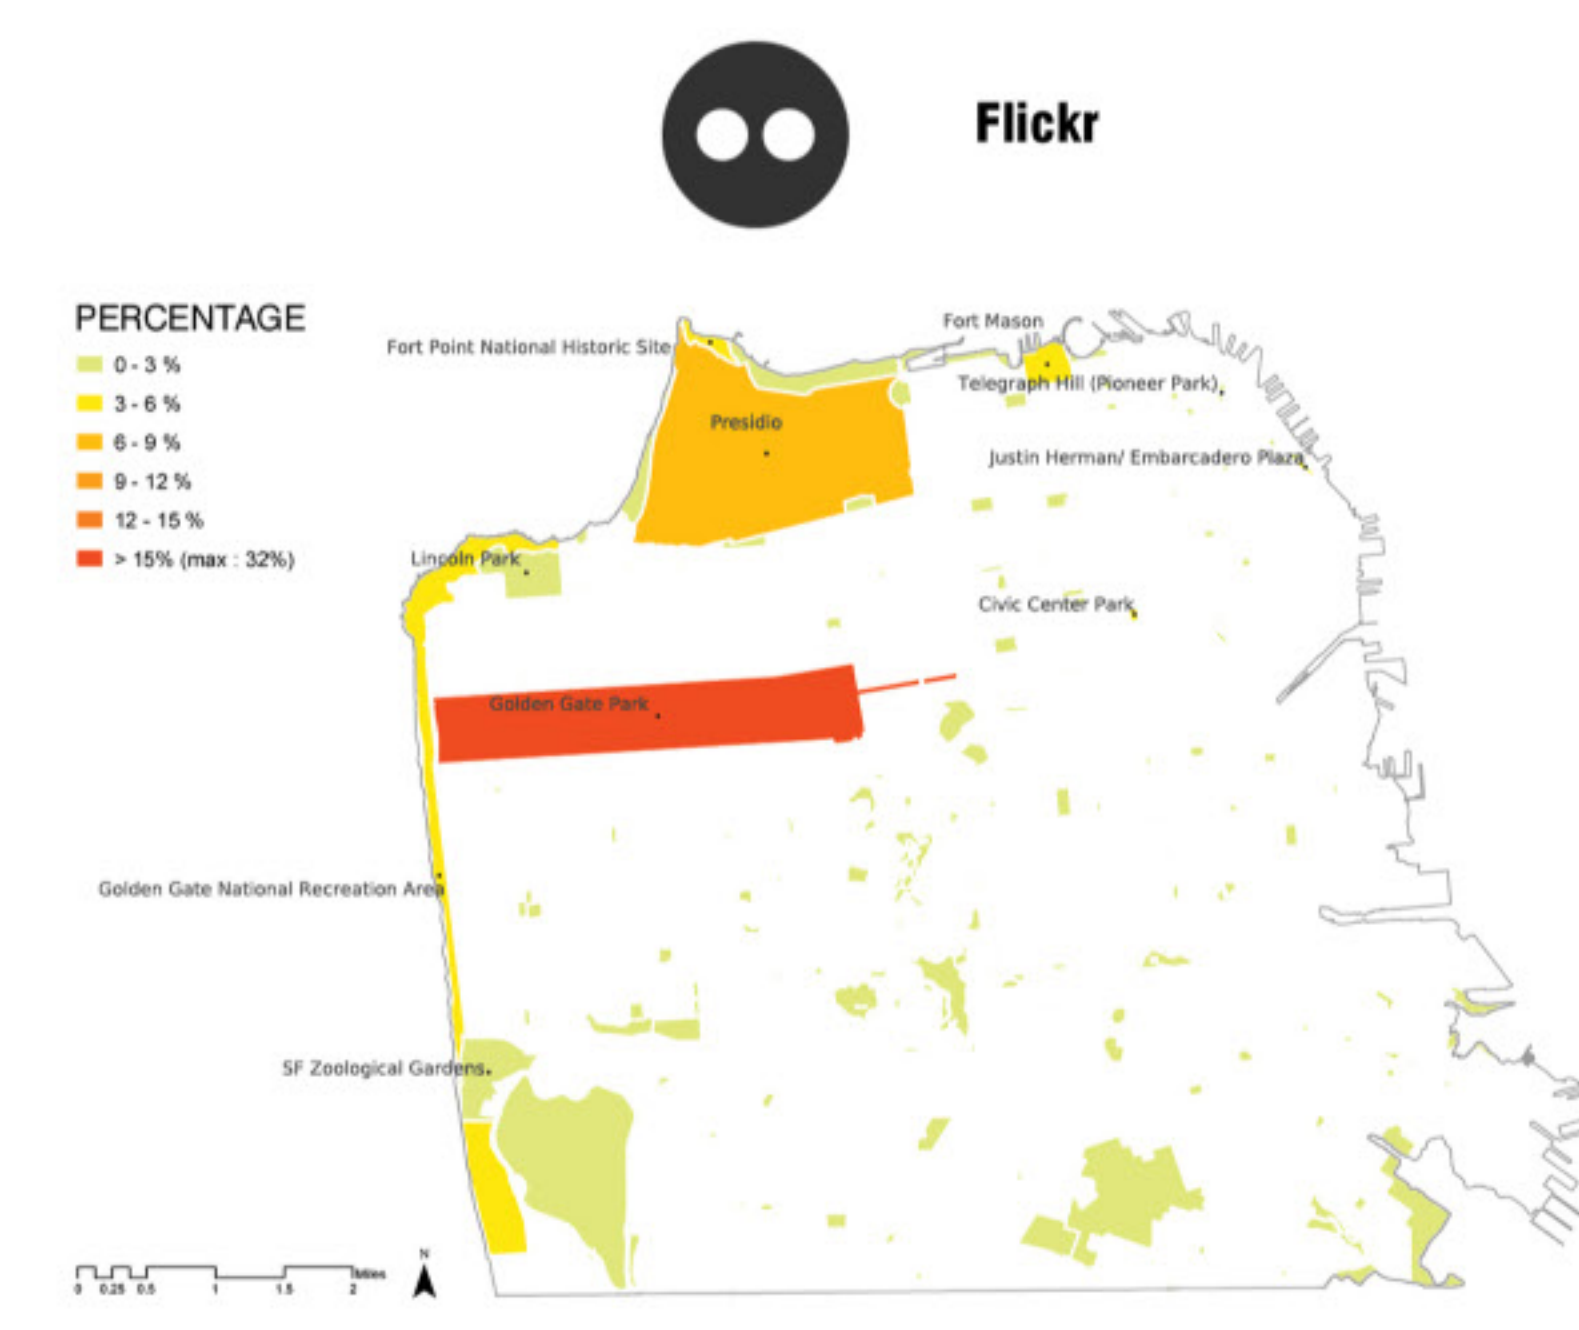 Flickr
PERCENTAGE
0 - 3 %
3 - 6 %
6 - 9 %
9 - 12 %
12 - 15 %
> 15% (max : 32%)
Fort Mason
Fort Point National Historic Site
Telegraph Hill (Pioneer Park)
Presidio
Justin Herman/ Embarcadero Plaza
Lincoln Park
Civic Center Park
Golden Gate Park
Golden Gate National Recreation Area
SF Zoological Gardens
N
Miles
0 0.25 0.5 1 1.5 2